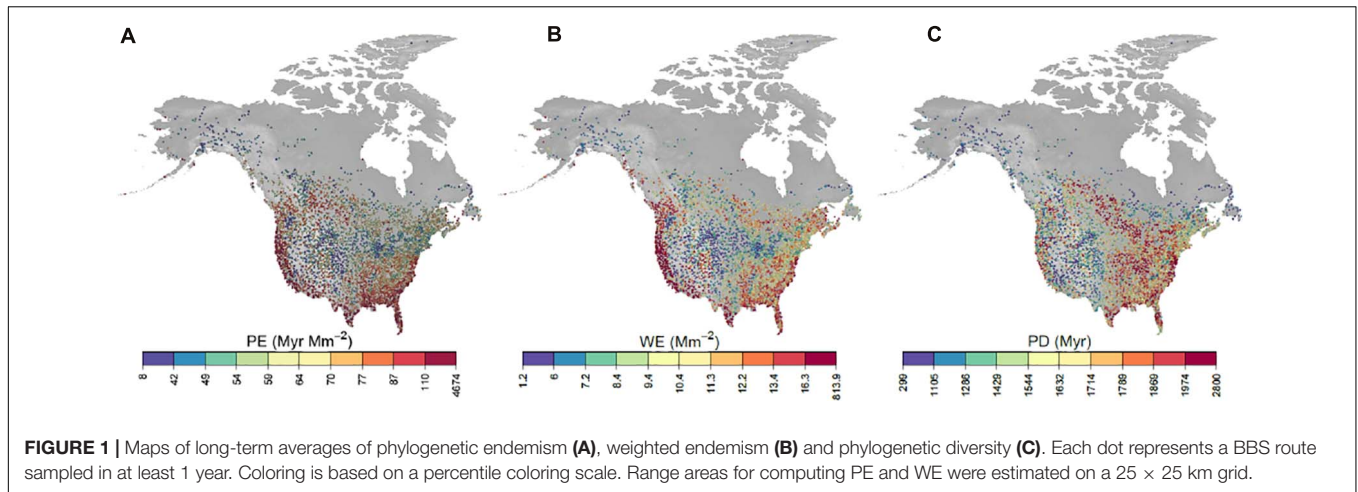 A
B
C
PE (Myr Mm⁻²)
8 42 49 54 50 64 70 77 87 110 4674
WE (Mm⁻²)
1.2 6 7.2 8.4 9.4 10.4 11.3 12.2 13.4 16.3 813.9
PD (Myr)
299 1105 1286 1429 1544 1632 1714 1789 1869 1974 2800
FIGURE 1 | Maps of long-term averages of phylogenetic endemism (A), weighted endemism (B) and phylogenetic diversity (C). Each dot represents a BBS route
sampled in at least 1 year. Coloring is based on a percentile coloring scale. Range areas for computing PE and WE were estimated on a 25 × 25 km grid.